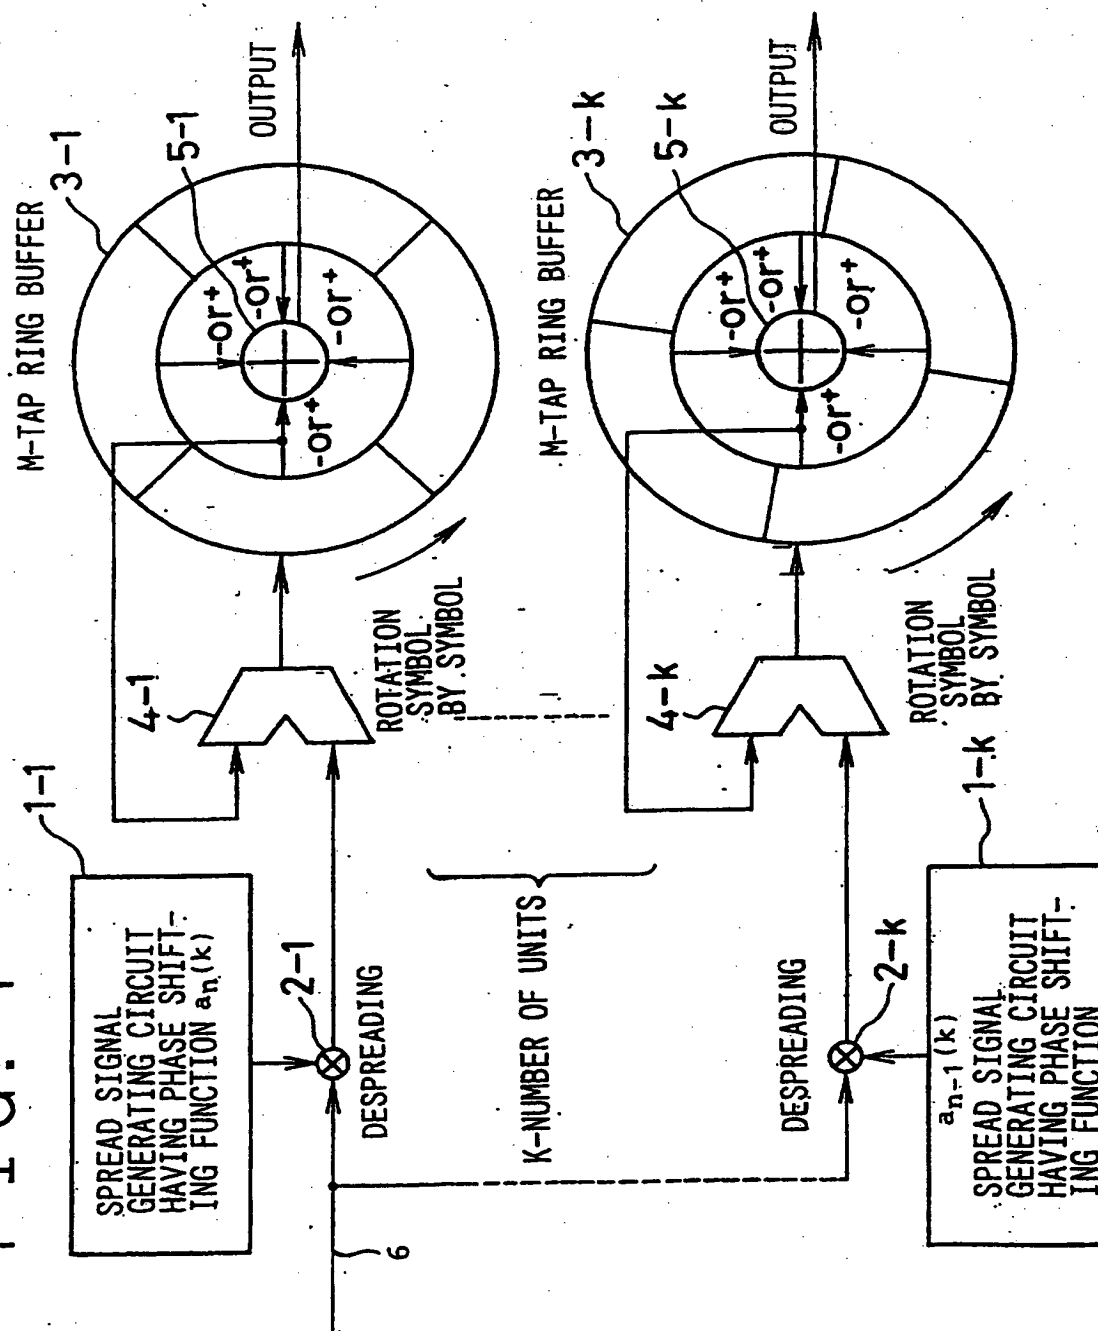 M-TAP RING BUFFER
3-1
5-1
OUTPUT
-or+
-or+
-or+
-or+
4-1
ROTATION
SYMBOL
BY SYMBOL
1-1
SPREAD SIGNAL
GENERATING CIRCUIT
HAVING PHASE SHIFT-
ING FUNCTION an(k)
2-1
DESPREADING
6
K-NUMBER OF UNITS
M-TAP RING BUFFER
3-k
5-k
OUTPUT
-or+
-or+
-or+
-or+
4-k
ROTATION
SYMBOL
BY SYMBOL
DESPREADING
2-k
1-k
an-1(k)
SPREAD SIGNAL
GENERATING CIRCUIT
HAVING PHASE SHIFT-
ING FUNCTION